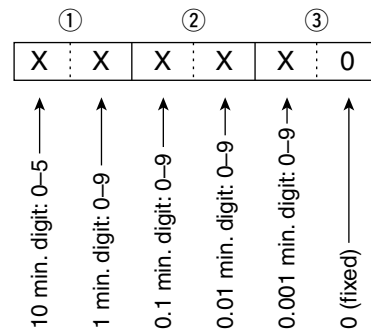 ① ② ③
X X X X X 0
10 min. digit: 0–5
1 min. digit: 0–9
0.1 min. digit: 0–9
0.01 min. digit: 0–9
0.001 min. digit: 0–9
0 (fixed)